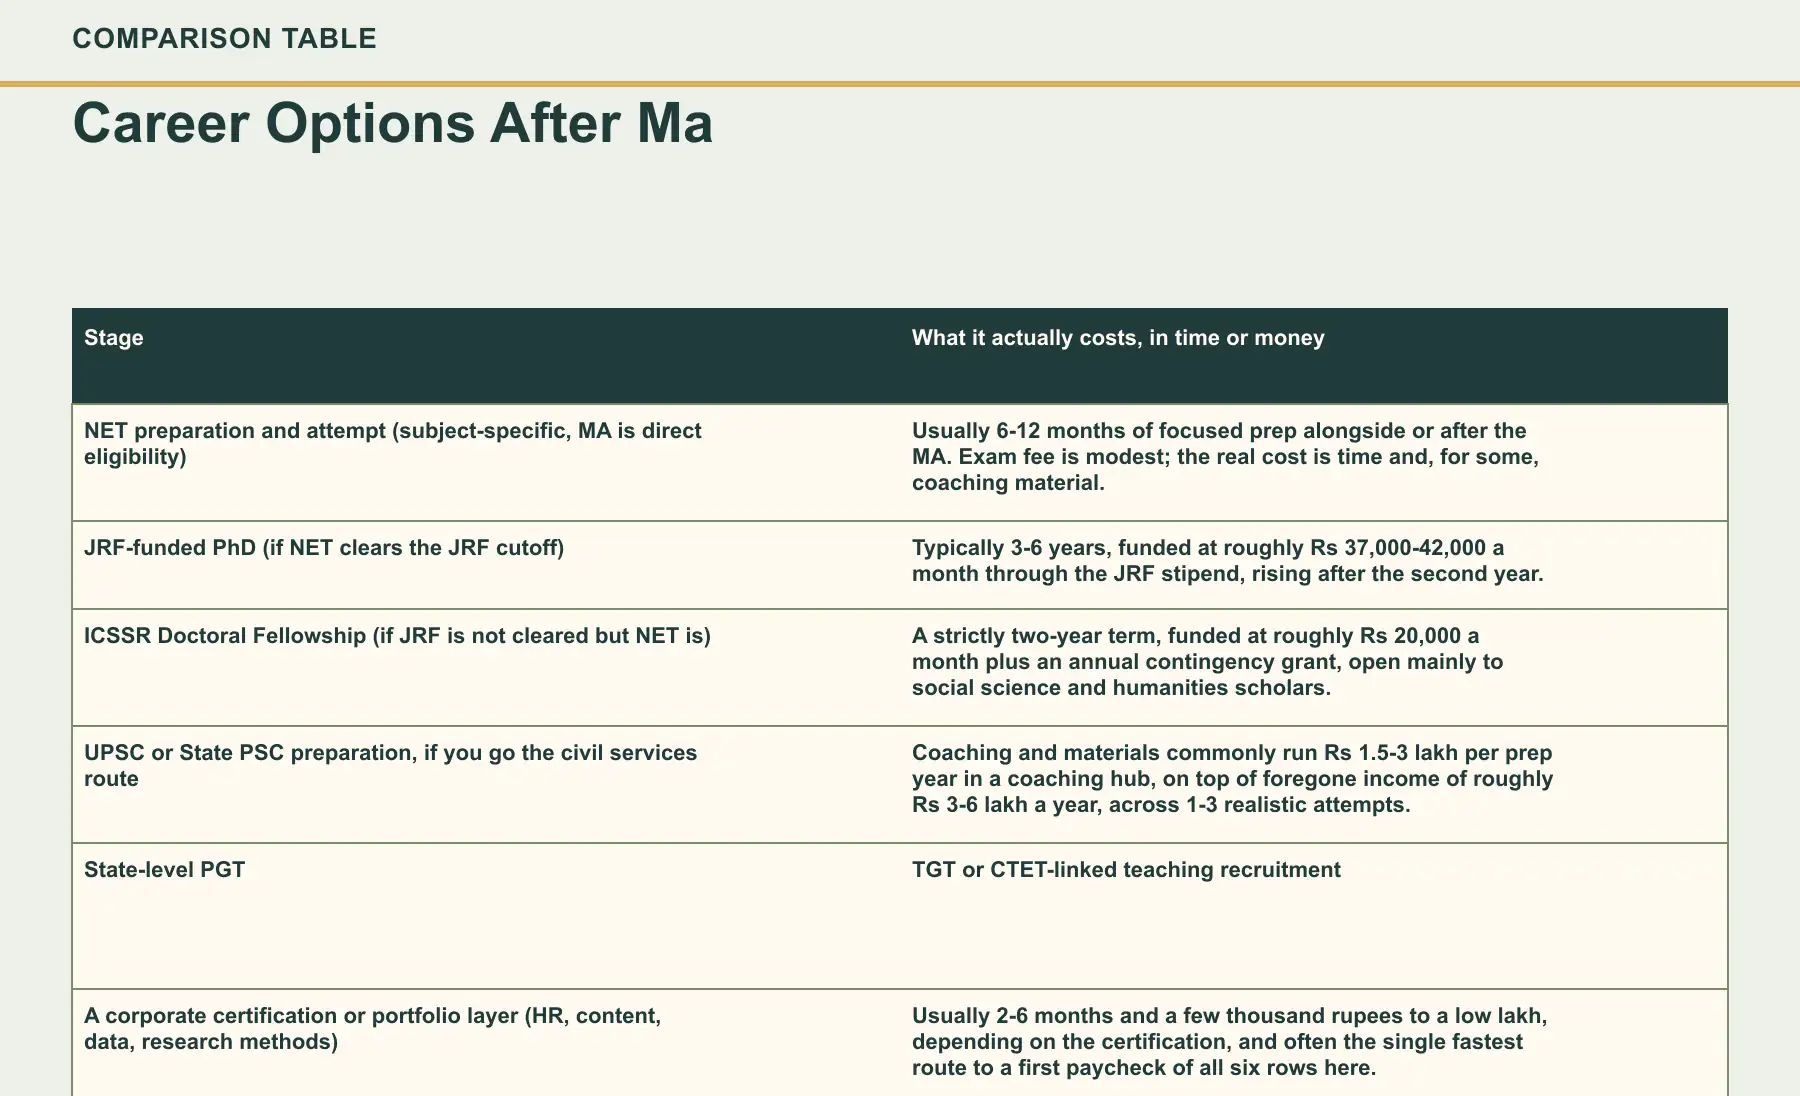 COMPARISON TABLE
Career Options After Ma
Stage
What it actually costs, in time or money
NET preparation and attempt (subject-specific, MA is direct
eligibility)
Usually 6-12 months of focused prep alongside or after the
MA. Exam fee is modest; the real cost is time and, for some,
coaching material.
JRF-funded PhD (if NET clears the JRF cutoff)
Typically 3-6 years, funded at roughly Rs 37,000-42,000 a
month through the JRF stipend, rising after the second year.
ICSSR Doctoral Fellowship (if JRF is not cleared but NET is)
A strictly two-year term, funded at roughly Rs 20,000 a
month plus an annual contingency grant, open mainly to
social science and humanities scholars.
UPSC or State PSC preparation, if you go the civil services
route
Coaching and materials commonly run Rs 1.5-3 lakh per prep
year in a coaching hub, on top of foregone income of roughly
Rs 3-6 lakh a year, across 1-3 realistic attempts.
State-level PGT
TGT or CTET-linked teaching recruitment
A corporate certification or portfolio layer (HR, content,
data, research methods)
Usually 2-6 months and a few thousand rupees to a low lakh,
depending on the certification, and often the single fastest
route to a first paycheck of all six rows here.